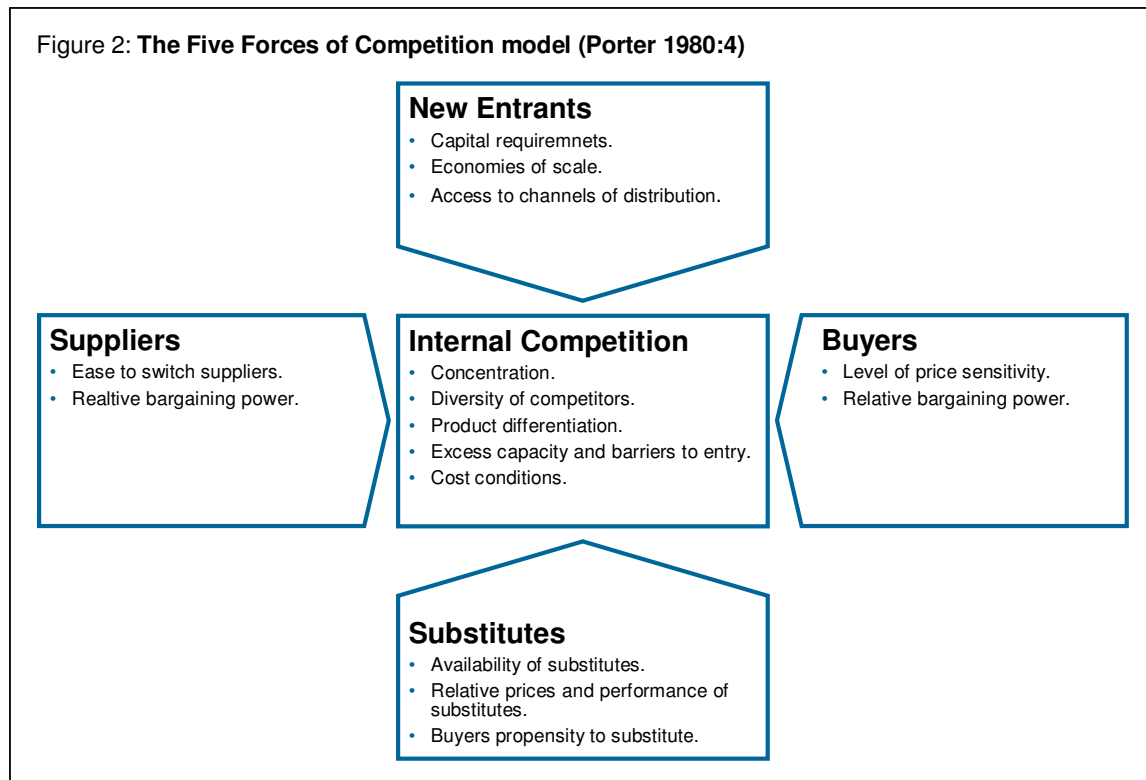 Figure 2: The Five Forces of Competition model (Porter 1980:4)
New Entrants
• Capital requiremnets.
• Economies of scale.
• Access to channels of distribution.
Suppliers
• Ease to switch suppliers.
• Realtive bargaining power.
Internal Competition
• Concentration.
• Diversity of competitors.
• Product differentiation.
• Excess capacity and barriers to entry.
• Cost conditions.
Buyers
• Level of price sensitivity.
• Relative bargaining power.
Substitutes
• Availability of substitutes.
• Relative prices and performance of
substitutes.
• Buyers propensity to substitute.